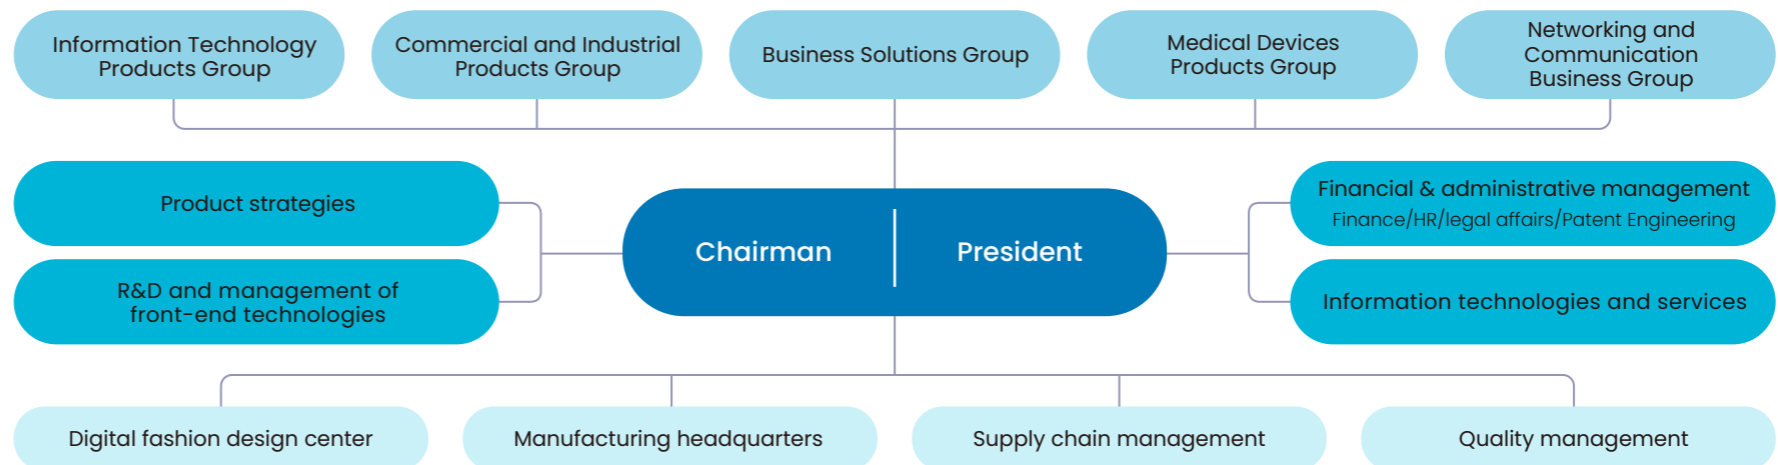 Information Technology
Products Group
Commercial and Industrial
Products Group
Business Solutions Group
Medical Devices
Products Group
Networking and
Communication
Business Group
Product strategies
R&D and management of
front-end technologies
Chairman
President
Financial & administrative management
Finance/HR/legal affairs/Patent Engineering
Information technologies and services
Digital fashion design center
Manufacturing headquarters
Supply chain management
Quality management